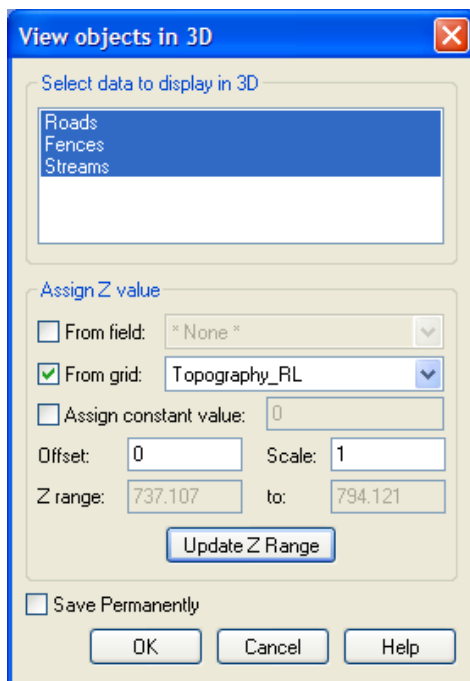 View objects in 3D
Select data to display in 3D
Roads
Fences
Streams
Assign Z value
From field: * None *
From grid: Topography_RL
Assign constant value: 0
Offset: 0 Scale: 1
Z range: 737.107 to: 794.121
Update Z Range
Save Permanently
OK Cancel Help